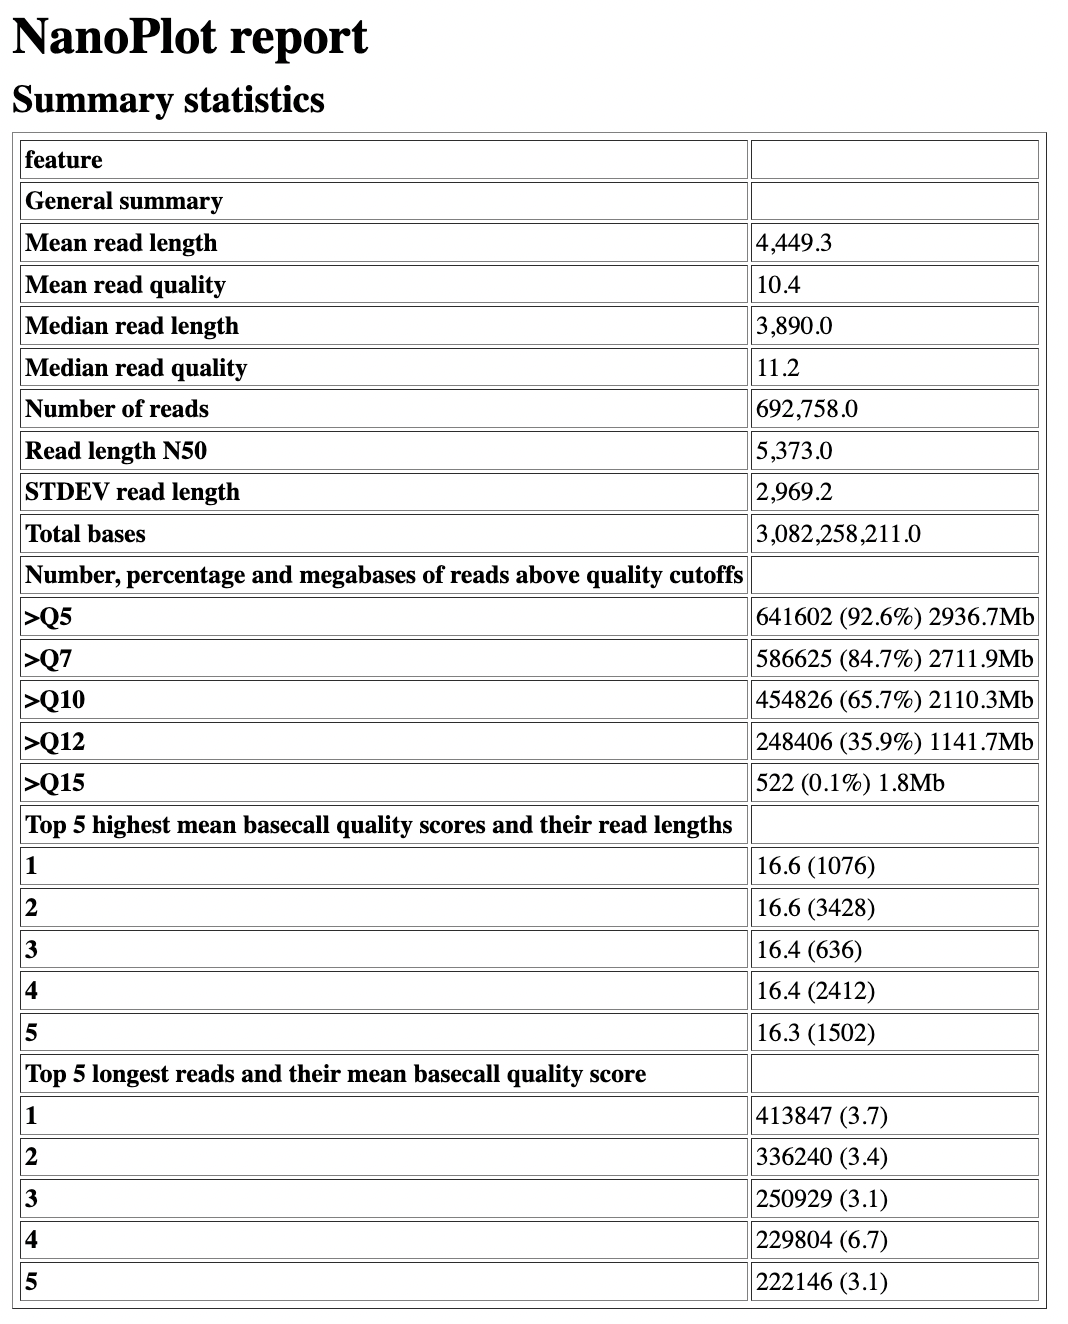 NanoPlot report
Summary statistics
feature
General summary
Mean read length 4,449.3
Mean read quality 10.4
Median read length 3,890.0
Median read quality 11.2
Number of reads 692,758.0
Read length N50 5,373.0
STDEV read length 2,969.2
Total bases 3,082,258,211.0
Number, percentage and megabases of reads above quality cutoffs
>Q5 641602 (92.6%) 2936.7Mb
>Q7 586625 (84.7%) 2711.9Mb
>Q10 454826 (65.7%) 2110.3Mb
>Q12 248406 (35.9%) 1141.7Mb
>Q15 522 (0.1%) 1.8Mb
Top 5 highest mean basecall quality scores and their read lengths
1 16.6 (1076)
2 16.6 (3428)
3 16.4 (636)
4 16.4 (2412)
5 16.3 (1502)
Top 5 longest reads and their mean basecall quality score
1 413847 (3.7)
2 336240 (3.4)
3 250929 (3.1)
4 229804 (6.7)
5 222146 (3.1)